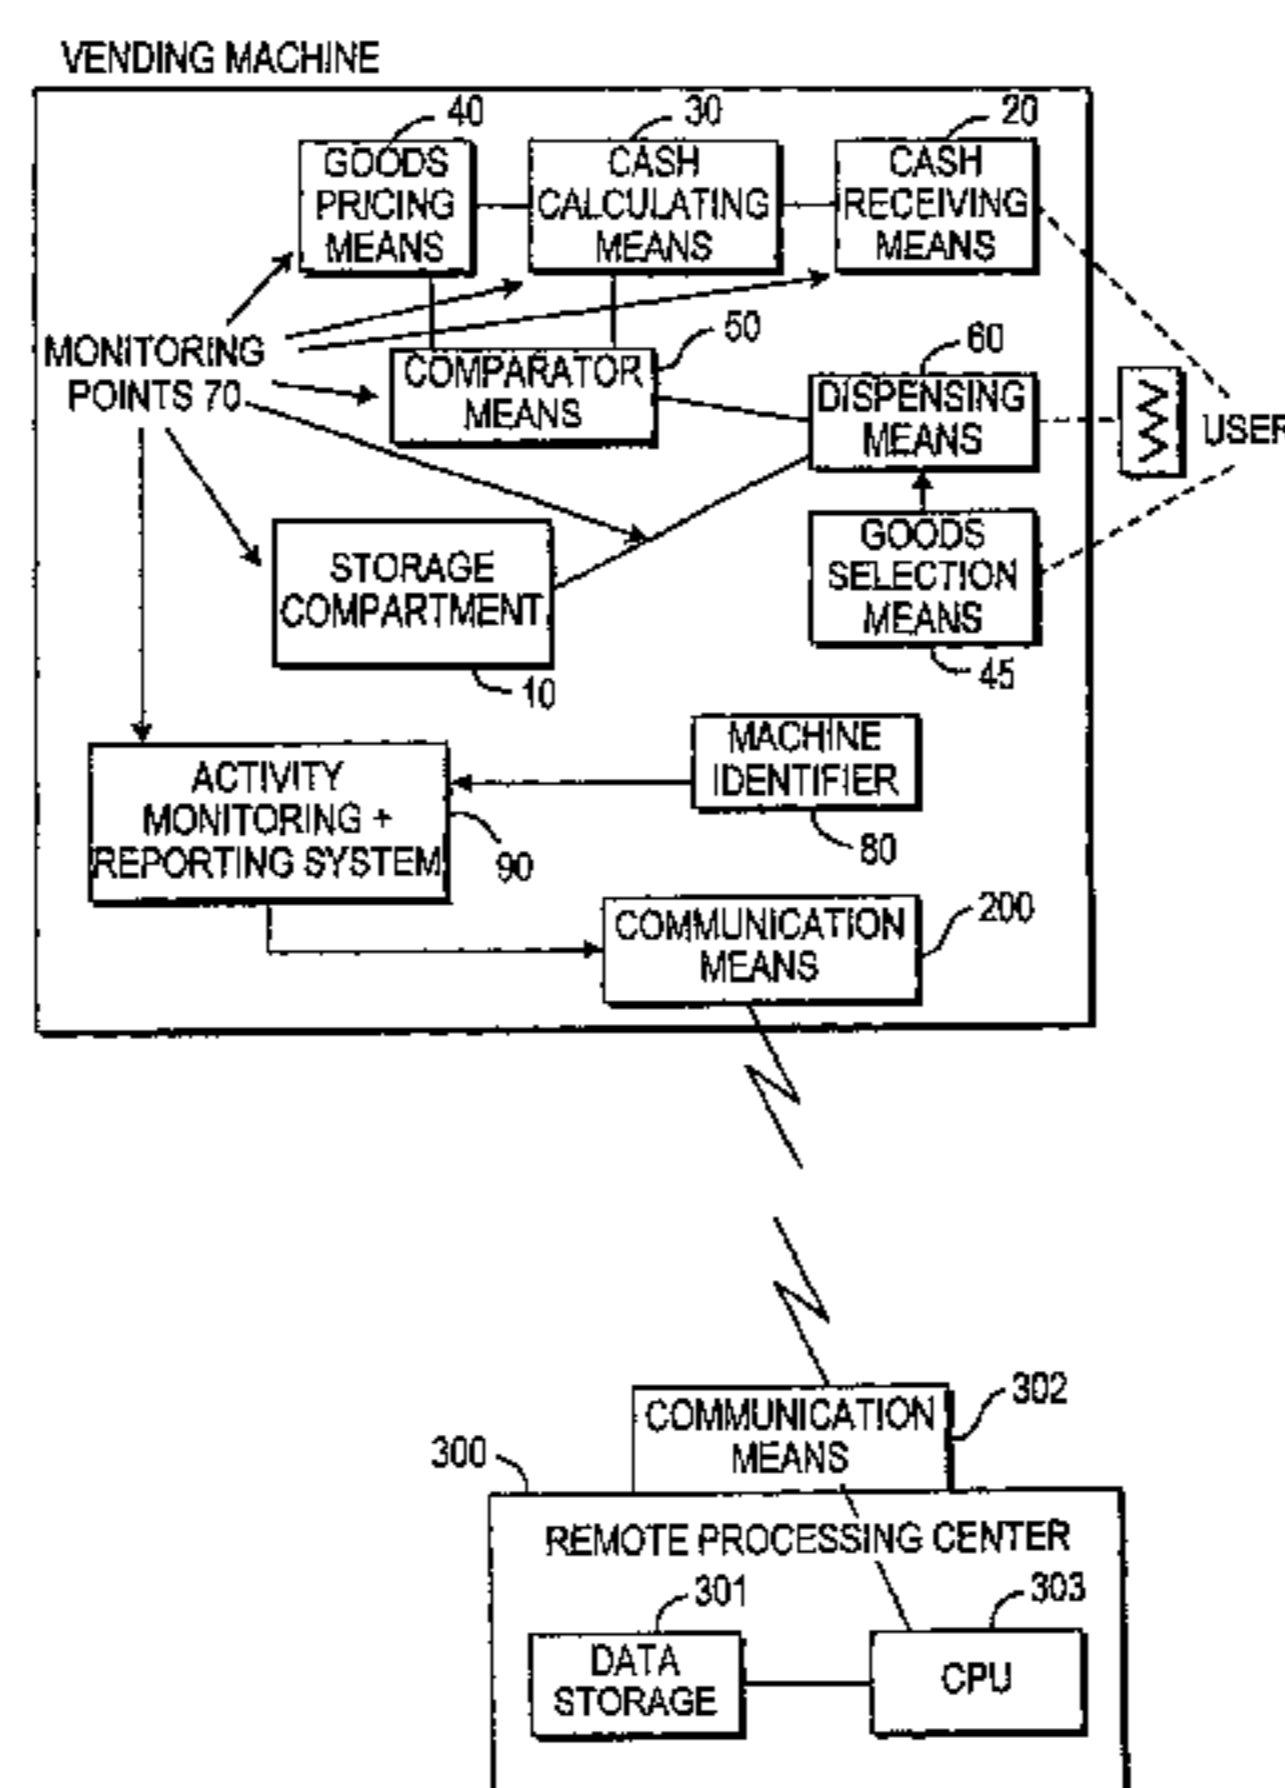 VENDING MACHINE
40
30
20
GOODS
PRICING
MEANS
CASH
CALCULATING
MEANS
CASH
RECEIVING
MEANS
MONITORING
POINTS 70
50
COMPARATOR
MEANS
60
DISPENSING
MEANS
USER
GOODS
SELECTION
MEANS
45
STORAGE
COMPARTMENT
10
MACHINE
IDENTIFIER
80
ACTIVITY
MONITORING +
REPORTING SYSTEM
90
COMMUNICATION
MEANS
200
COMMUNICATION
MEANS
302
300
REMOTE PROCESSING CENTER
301
303
DATA
STORAGE
CPU